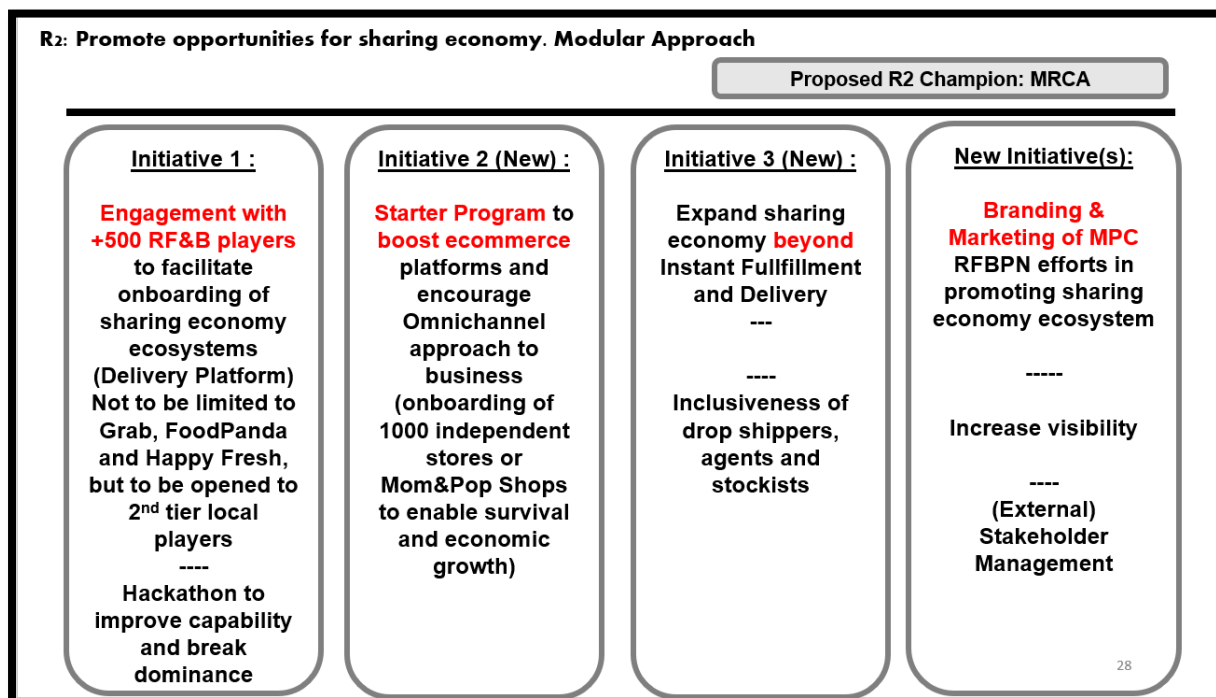 R2: Promote opportunities for sharing economy. Modular Approach
Proposed R2 Champion: MRCA
Initiative 1 :
Engagement with
+500 RF&B players
to facilitate
onboarding of
sharing economy
ecosystems
(Delivery Platform)
Not to be limited to
Grab, FoodPanda
and Happy Fresh,
but to be opened to
2nd tier local
players
----
Hackathon to
improve capability
and break
dominance
Initiative 2 (New) :
Starter Program to
boost ecommerce
platforms and
encourage
Omnichannel
approach to
business
(onboarding of
1000 independent
stores or
Mom&Pop Shops
to enable survival
and economic
growth)
Initiative 3 (New) :
Expand sharing
economy beyond
Instant Fullfillment
and Delivery
---
----
Inclusiveness of
drop shippers,
agents and
stockists
New Initiative(s):
Branding &
Marketing of MPC
RFBPN efforts in
promoting sharing
economy ecosystem
-----
Increase visibility
----
(External)
Stakeholder
Management
28